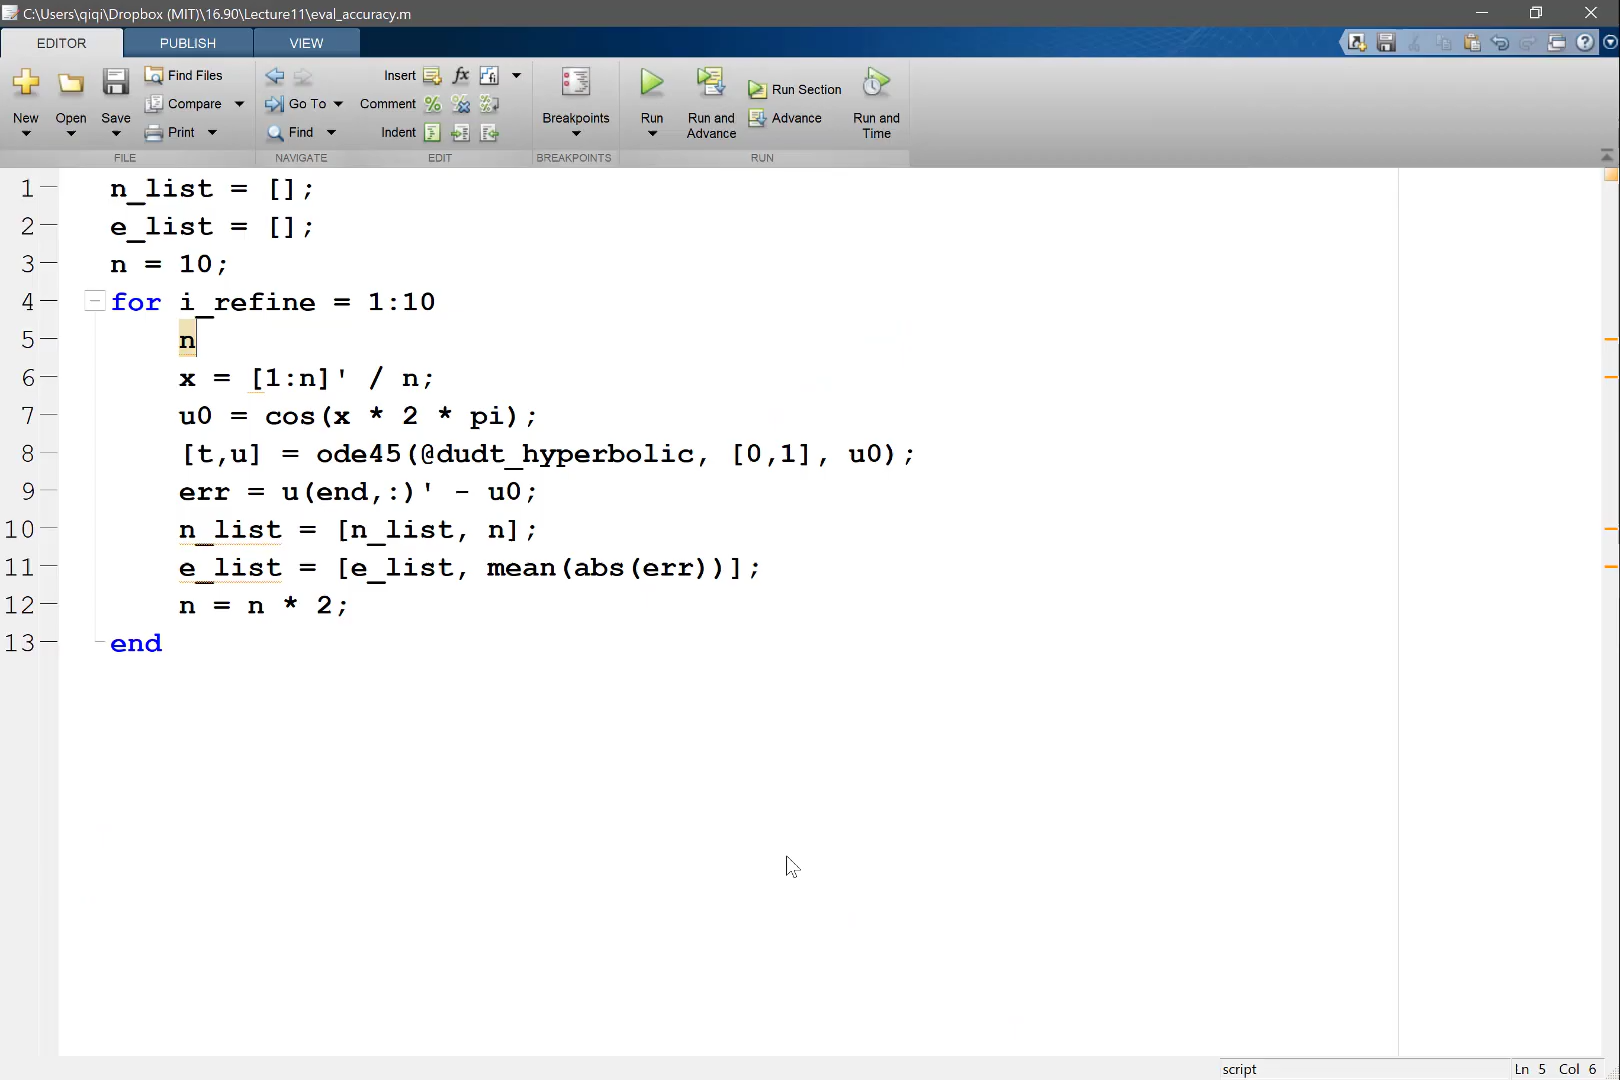 C:\Users\qiqi\Dropbox (MIT)\16.90\Lecture11\eval_accuracy.m
EDITOR PUBLISH VIEW
New Open Save Find Files Compare Print
Go To Find
Insert fx Comment Indent
Breakpoints
Run Run and Advance Run Section Advance Run and Time
FILE NAVIGATE EDIT BREAKPOINTS RUN
1 n_list = [];
2 e_list = [];
3 n = 10;
4 for i_refine = 1:10
5 n
6 x = [1:n]' / n;
7 u0 = cos(x * 2 * pi);
8 [t,u] = ode45(@dudt_hyperbolic, [0,1], u0);
9 err = u(end,:)' - u0;
10 n_list = [n_list, n];
11 e_list = [e_list, mean(abs(err))];
12 n = n * 2;
13 end
script Ln 5 Col 6